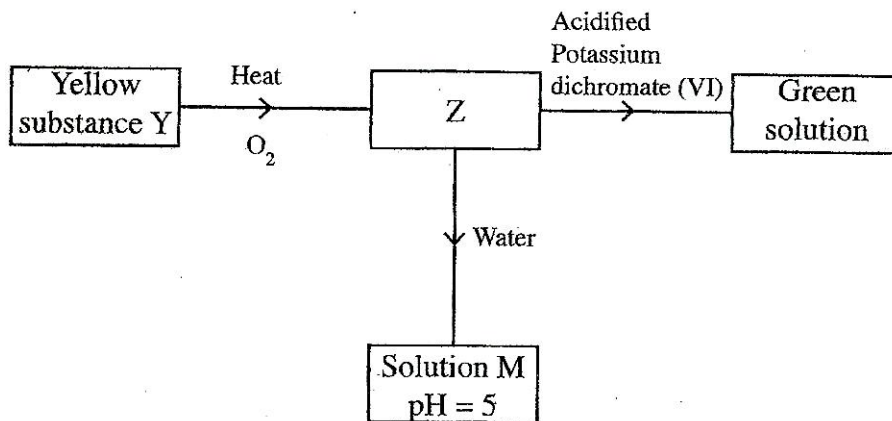 Acidified
Potassium
dichromate (VI)
Yellow
substance Y
Heat
O₂
Z
Green
solution
Water
Solution M
pH = 5